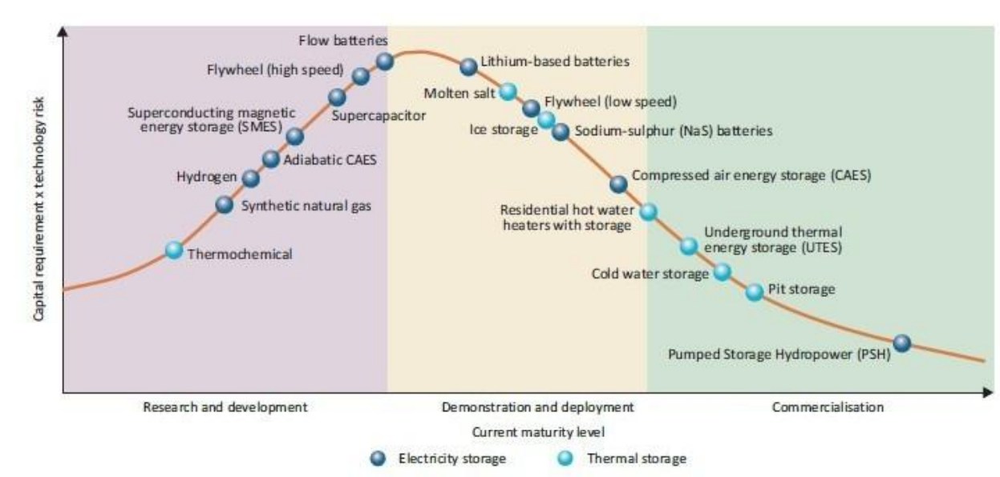 Capital requirement x technology risk
Flow batteries
Flywheel (high speed)
Supercapacitor
Superconducting magnetic
energy storage (SMES)
Adiabatic CAES
Hydrogen
Synthetic natural gas
Thermochemical
Lithium-based batteries
Molten salt
Flywheel (low speed)
Ice storage
Sodium-sulphur (NaS) batteries
Compressed air energy storage (CAES)
Residential hot water
heaters with storage
Underground thermal
energy storage (UTES)
Cold water storage
Pit storage
Pumped Storage Hydropower (PSH)
Research and development
Demonstration and deployment
Commercialisation
Current maturity level
Electricity storage
Thermal storage